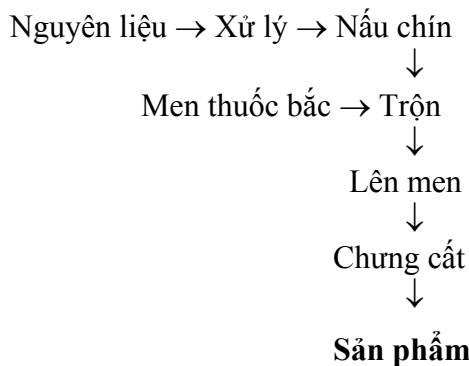 Nguyên liệu → Xử lý → Nấu chín
↓
Men thuốc bắc → Trộn
↓
Lên men
↓
Chưng cất
↓
Sản phẩm